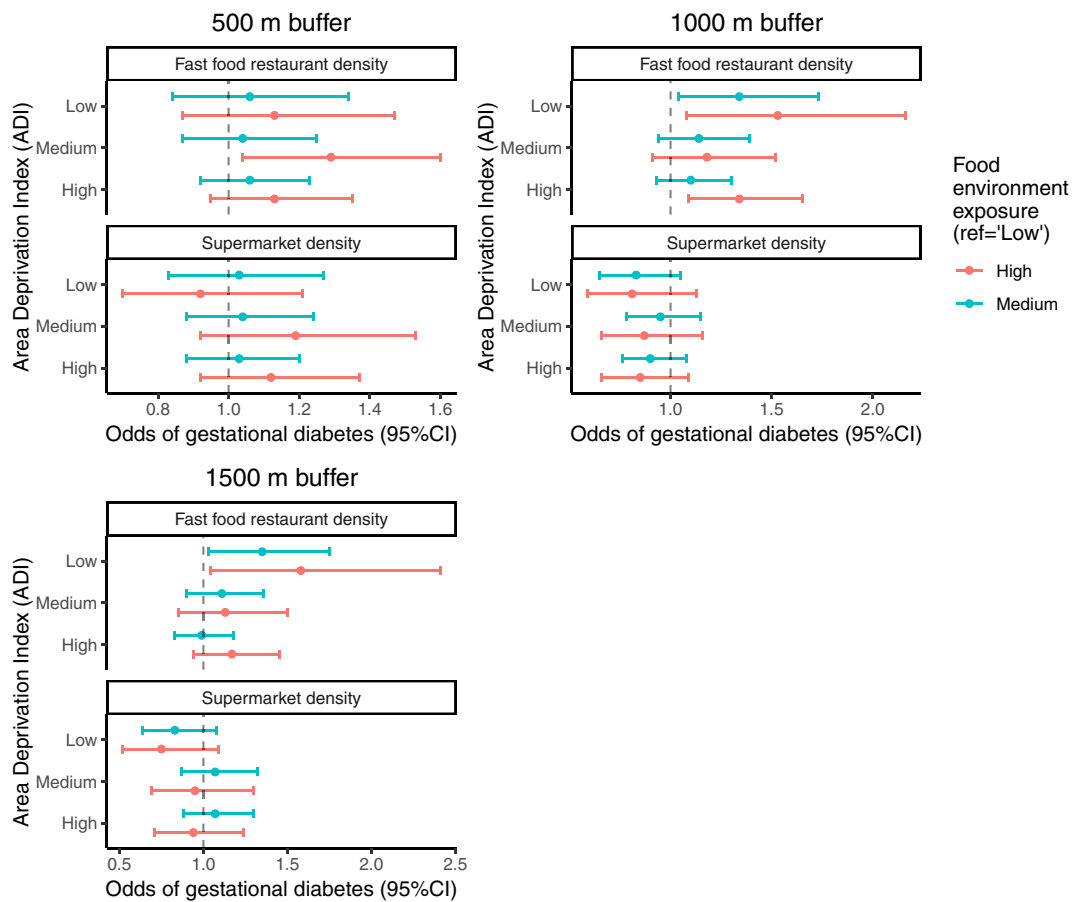 500 m buffer
Fast food restaurant density
Low
Medium
High
Supermarket density
Low
Medium
High
0.8 1.0 1.2 1.4 1.6
Odds of gestational diabetes (95%CI)
Area Deprivation Index (ADI)
1000 m buffer
Fast food restaurant density
Low
Medium
High
Supermarket density
Low
Medium
High
1.0 1.5 2.0
Odds of gestational diabetes (95%CI)
Area Deprivation Index (ADI)
Food
environment
exposure
(ref='Low')
High
Medium
1500 m buffer
Fast food restaurant density
Low
Medium
High
Supermarket density
Low
Medium
High
0.5 1.0 1.5 2.0 2.5
Odds of gestational diabetes (95%CI)
Area Deprivation Index (ADI)